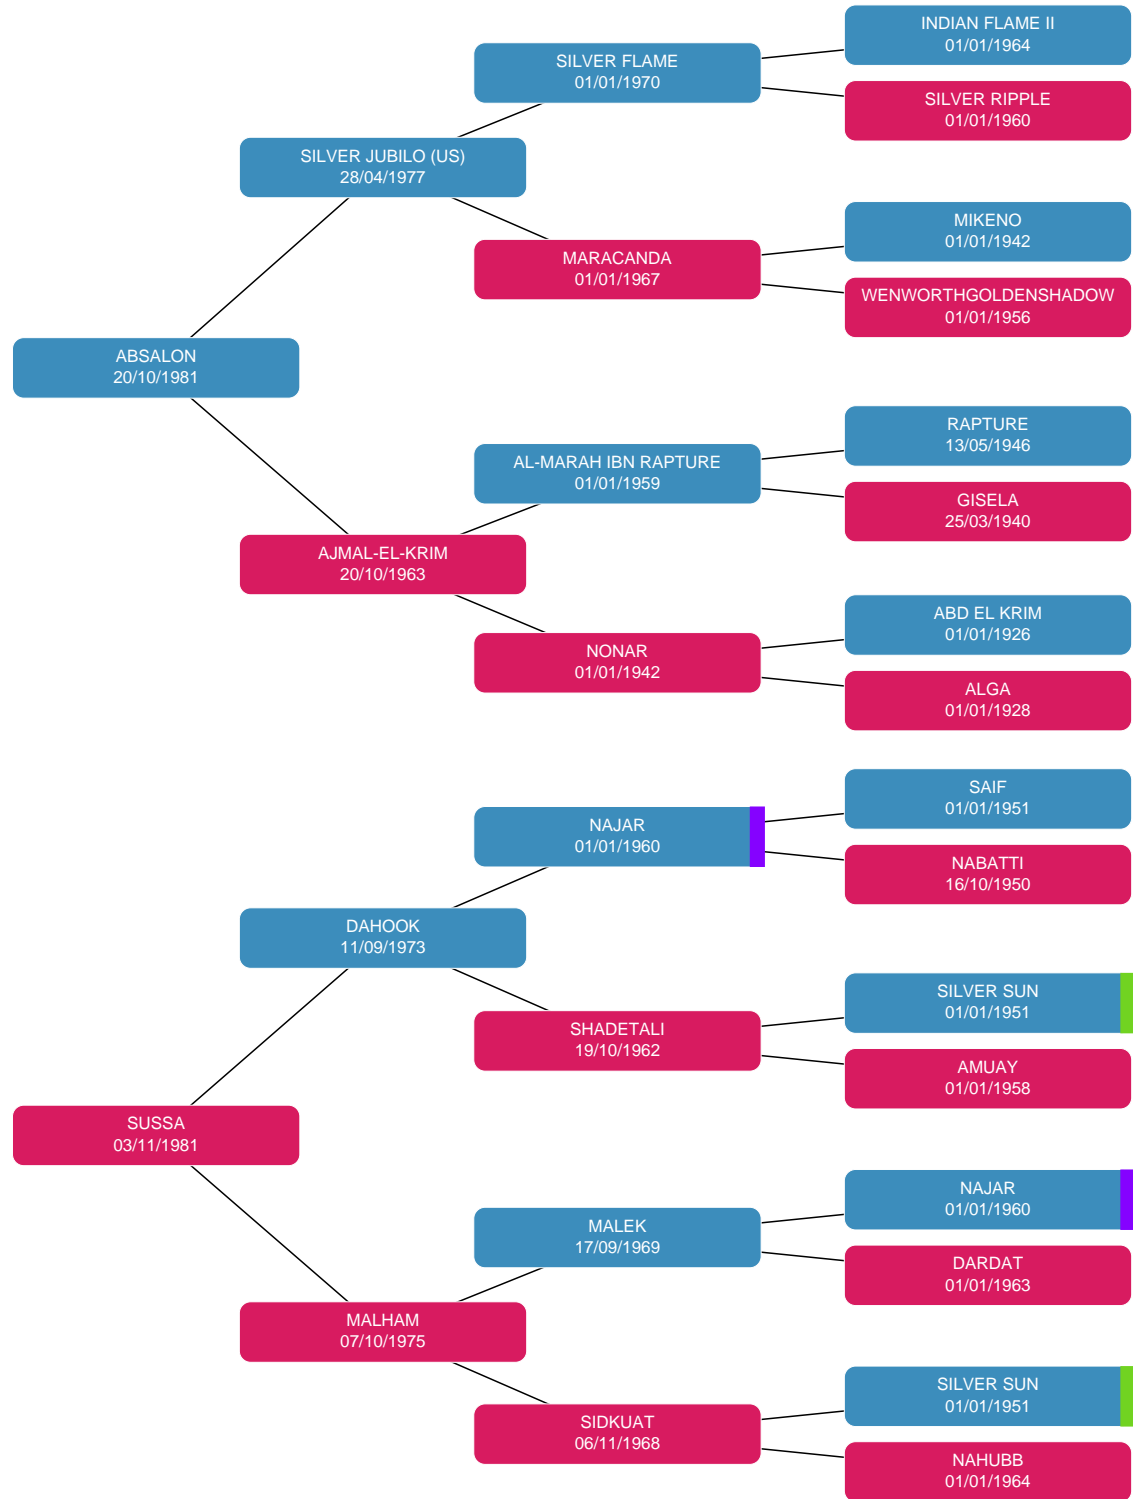 INDIAN FLAME II
01/01/1964
SILVER FLAME
01/01/1970
SILVER RIPPLE
01/01/1960
SILVER JUBILO (US)
28/04/1977
MIKENO
01/01/1942
MARACANDA
01/01/1967
WENWORTHGOLDENSHADOW
01/01/1956
ABSALON
20/10/1981
RAPTURE
13/05/1946
AL-MARAH IBN RAPTURE
01/01/1959
GISELA
25/03/1940
AJMAL-EL-KRIM
20/10/1963
ABD EL KRIM
01/01/1926
NONAR
01/01/1942
ALGA
01/01/1928
SAIF
01/01/1951
NAJAR
01/01/1960
NABATTI
16/10/1950
DAHOOK
11/09/1973
SILVER SUN
01/01/1951
SHADETALI
19/10/1962
AMUAY
01/01/1958
SUSSA
03/11/1981
NAJAR
01/01/1960
MALEK
17/09/1969
DARDAT
01/01/1963
MALHAM
07/10/1975
SILVER SUN
01/01/1951
SIDKUAT
06/11/1968
NAHUBB
01/01/1964